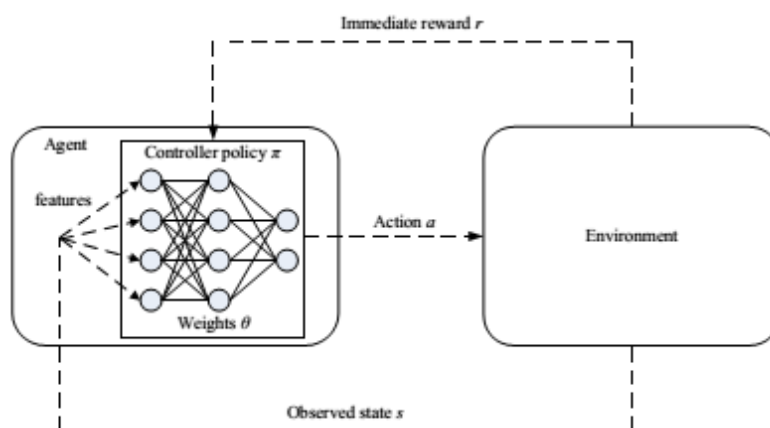 Immediate reward r
Agent
Controller policy π
features
Action a
Environment
Weights θ
Observed state s